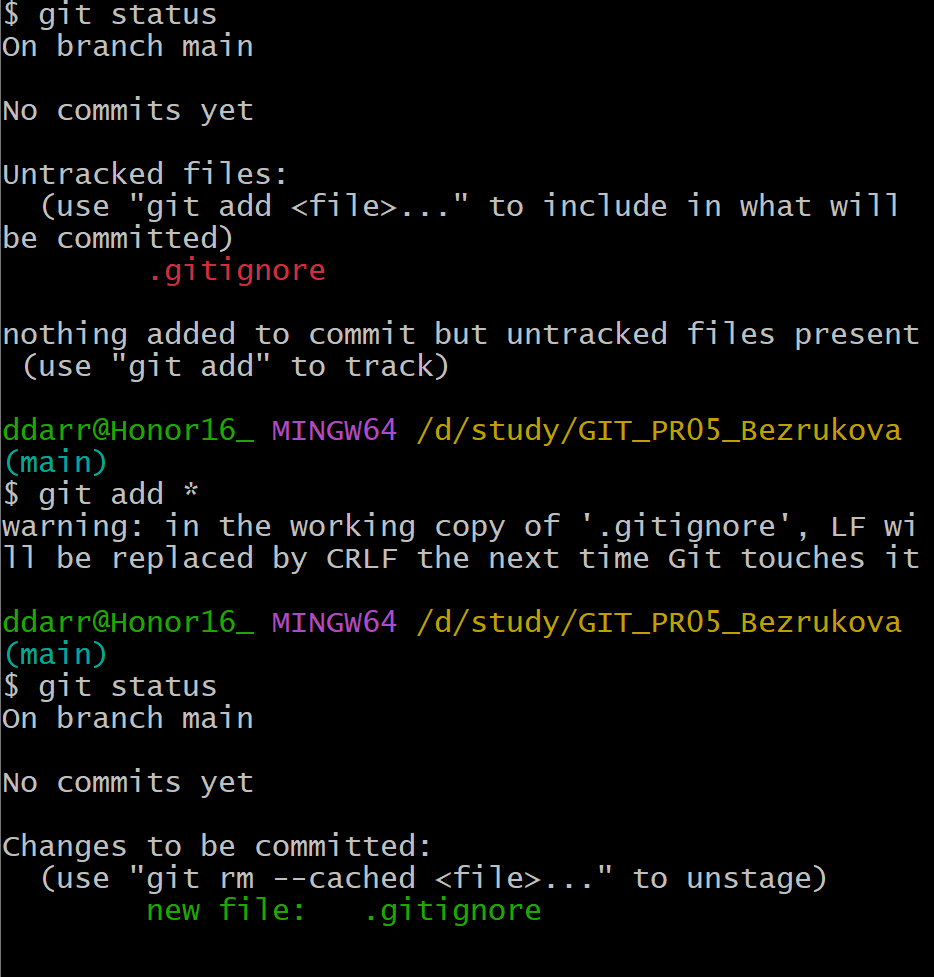 $ git status
On branch main

No commits yet

Untracked files:
  (use "git add <file>..." to include in what will
be committed)
        .gitignore

nothing added to commit but untracked files present
 (use "git add" to track)

ddarr@Honor16_ MINGW64 /d/study/GIT_PR05_Bezrukova
(main)
$ git add *
warning: in the working copy of '.gitignore', LF wi
ll be replaced by CRLF the next time Git touches it

ddarr@Honor16_ MINGW64 /d/study/GIT_PR05_Bezrukova
(main)
$ git status
On branch main

No commits yet

Changes to be committed:
  (use "git rm --cached <file>..." to unstage)
        new file:   .gitignore